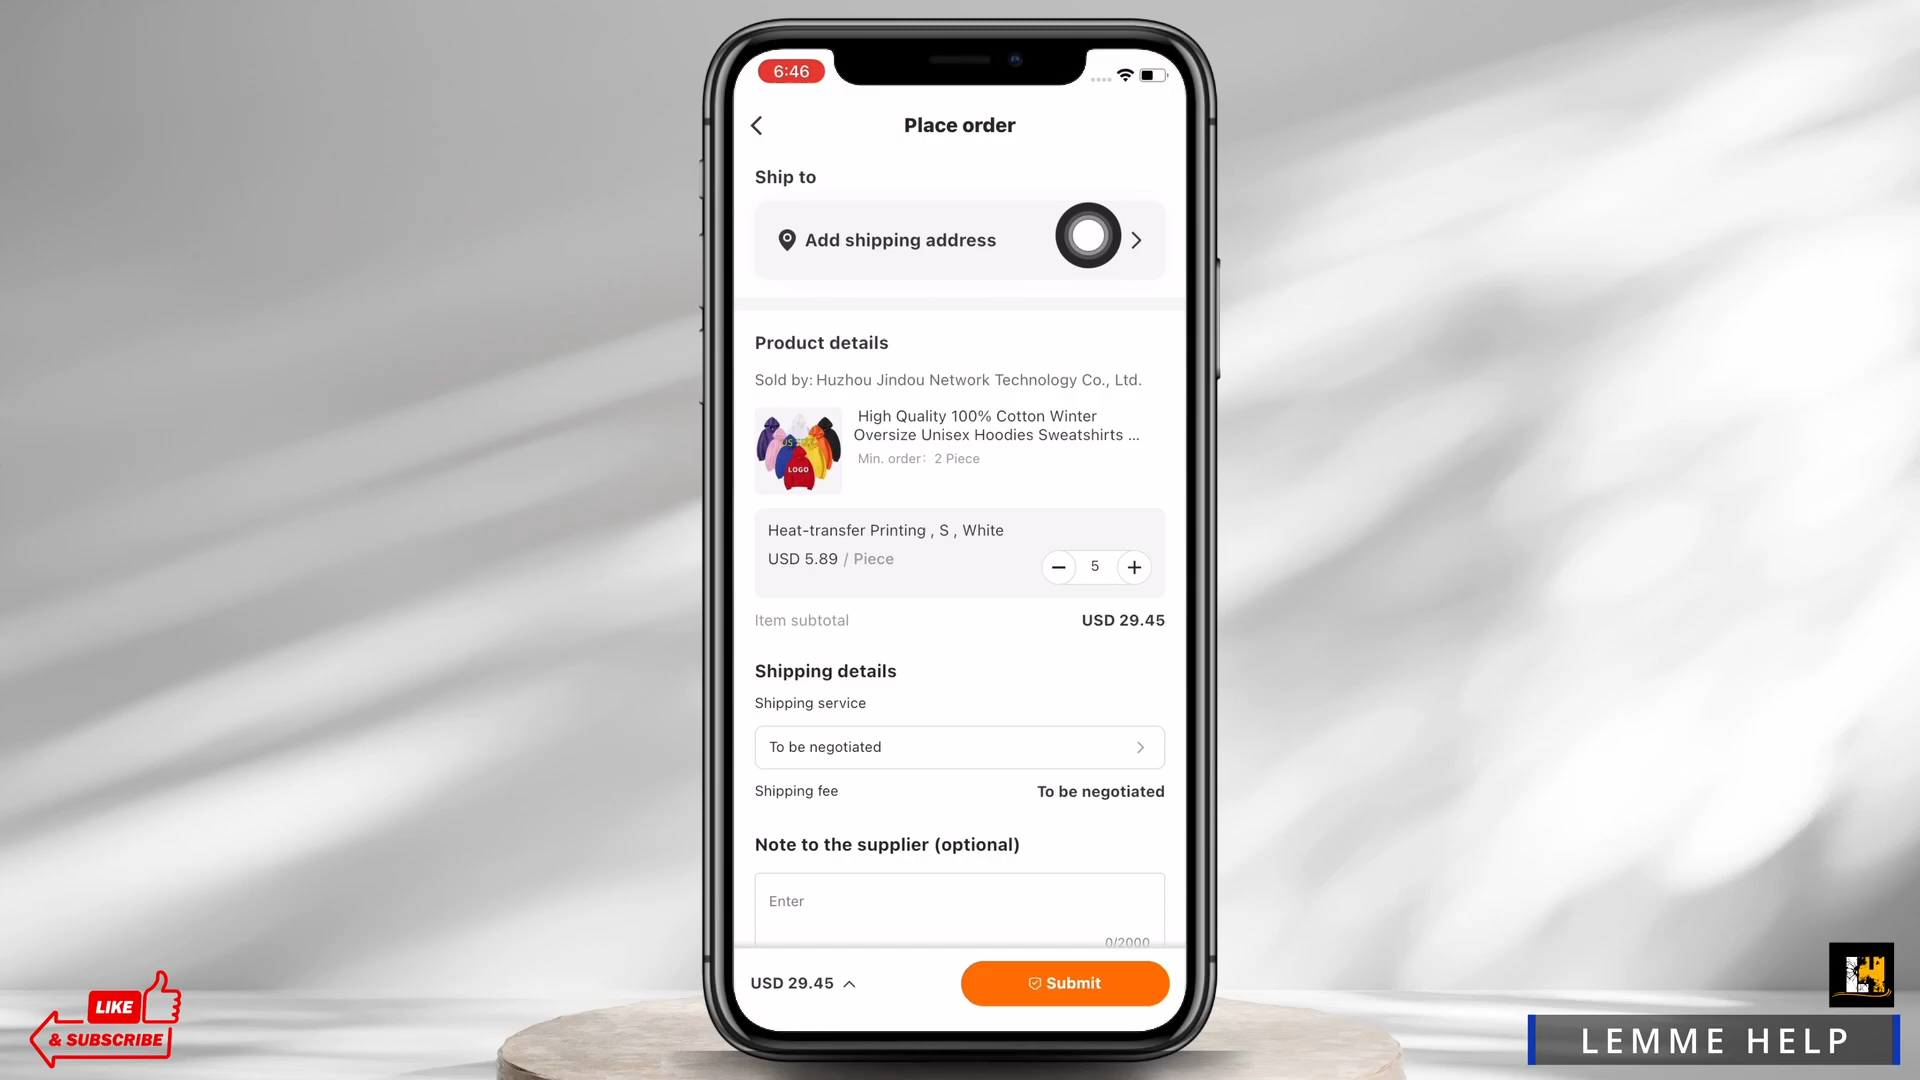 6:46
Place order
Ship to
Add shipping address
Product details
Sold by: Huzhou Jindou Network Technology Co., Ltd.
High Quality 100% Cotton Winter
Oversize Unisex Hoodies Sweatshirts ...
Min. order: 2 Piece
LOGO
Heat-transfer Printing , S , White
USD 5.89 / Piece
5
Item subtotal
USD 29.45
Shipping details
Shipping service
To be negotiated
Shipping fee
To be negotiated
Note to the supplier (optional)
Enter
0/2000
USD 29.45
Submit
LIKE
& SUBSCRIBE
LH
LEMME HELP